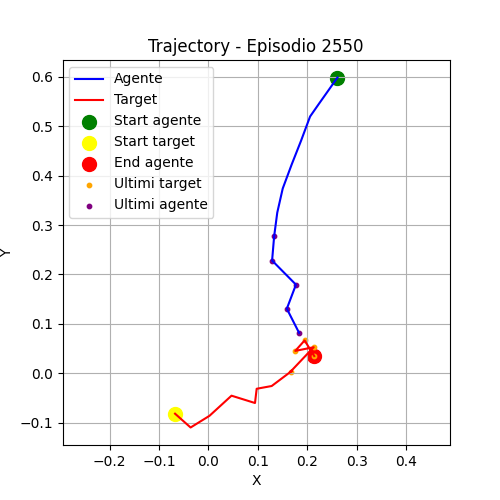 Trajectory - Episodio 2550
Agente
Target
Start agente
Start target
End agente
Ultimi target
Ultimi agente
0.6
0.5
0.4
0.3
0.2
0.1
0.0
−0.1
Y
−0.2
−0.1
0.0
0.1
0.2
0.3
0.4
X